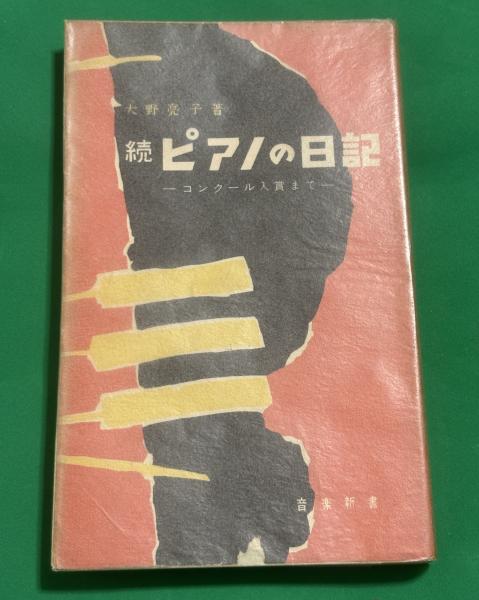 大野亮子著
続 ピアノの日記
―コンクール入賞まで―
音楽新書